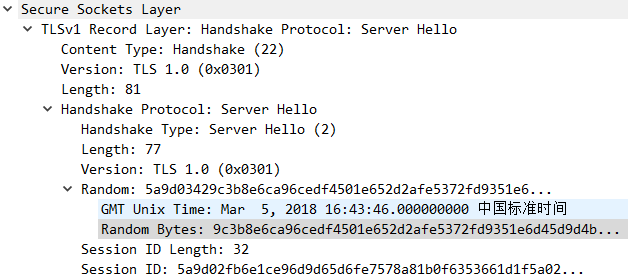 Secure Sockets Layer
TLSv1 Record Layer: Handshake Protocol: Server Hello
Content Type: Handshake (22)
Version: TLS 1.0 (0x0301)
Length: 81
Handshake Protocol: Server Hello
Handshake Type: Server Hello (2)
Length: 77
Version: TLS 1.0 (0x0301)
Random: 5a9d03429c3b8e6ca96cedf4501e652d2afe5372fd9351e6...
GMT Unix Time: Mar  5, 2018 16:43:46.000000000 中国标准时间
Random Bytes: 9c3b8e6ca96cedf4501e652d2afe5372fd9351e6d45d9d4b...
Session ID Length: 32
Session ID: 5a9d02fb6e1ce96d9d65d6fe7578a81b0f6353661d1f5a02...